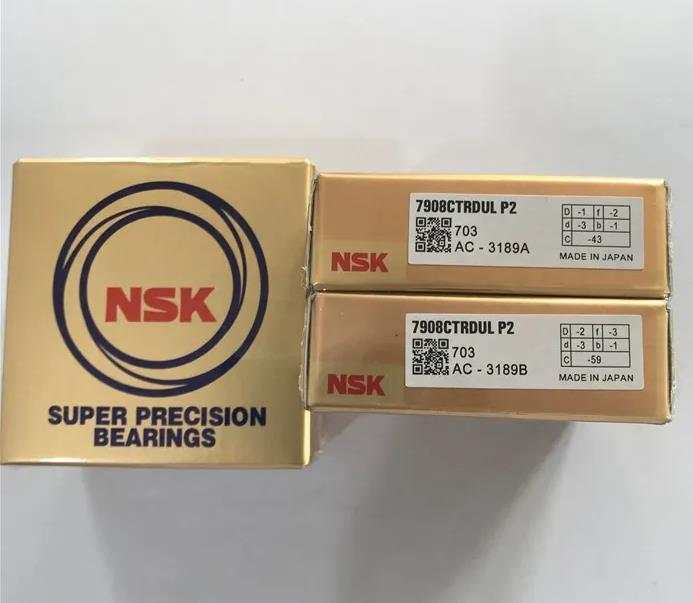 NSK
SUPER PRECISION
BEARINGS
7908CTRDUL P2
703
AC - 3189A
D -1 f -2
d -3 b -1
C -43
MADE IN JAPAN
NSK
7908CTRDUL P2
703
AC - 3189B
D -2 f -3
d -3 b -1
C -59
MADE IN JAPAN
NSK